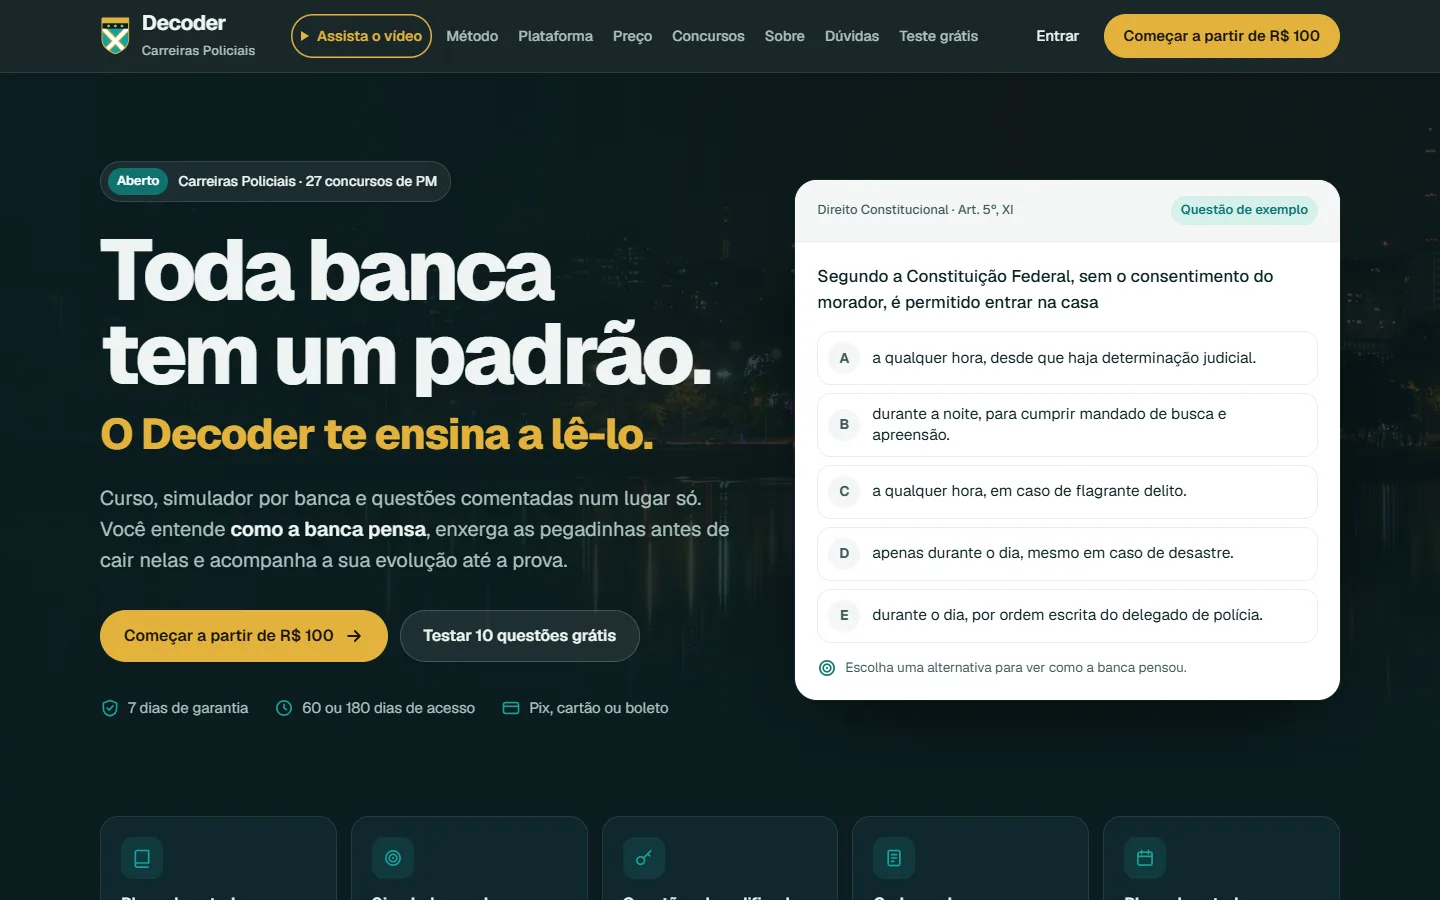 Decoder
Carreiras Policiais
Assista o vídeo
Método
Plataforma
Preço
Concursos
Sobre
Dúvidas
Teste grátis
Entrar
Começar a partir de R$ 100
Aberto
Carreiras Policiais · 27 concursos de PM
Toda banca
tem um padrão.
O Decoder te ensina a lê-lo.
Curso, simulador por banca e questões comentadas num lugar só.
Você entende como a banca pensa, enxerga as pegadinhas antes de
cair nelas e acompanha a sua evolução até a prova.
Começar a partir de R$ 100
Testar 10 questões grátis
7 dias de garantia
60 ou 180 dias de acesso
Pix, cartão ou boleto
Direito Constitucional · Art. 5º, XI
Questão de exemplo
Segundo a Constituição Federal, sem o consentimento do
morador, é permitido entrar na casa
A a qualquer hora, desde que haja determinação judicial.
B durante a noite, para cumprir mandado de busca e
apreensão.
C a qualquer hora, em caso de flagrante delito.
D apenas durante o dia, mesmo em caso de desastre.
E durante o dia, por ordem escrita do delegado de polícia.
Escolha uma alternativa para ver como a banca pensou.